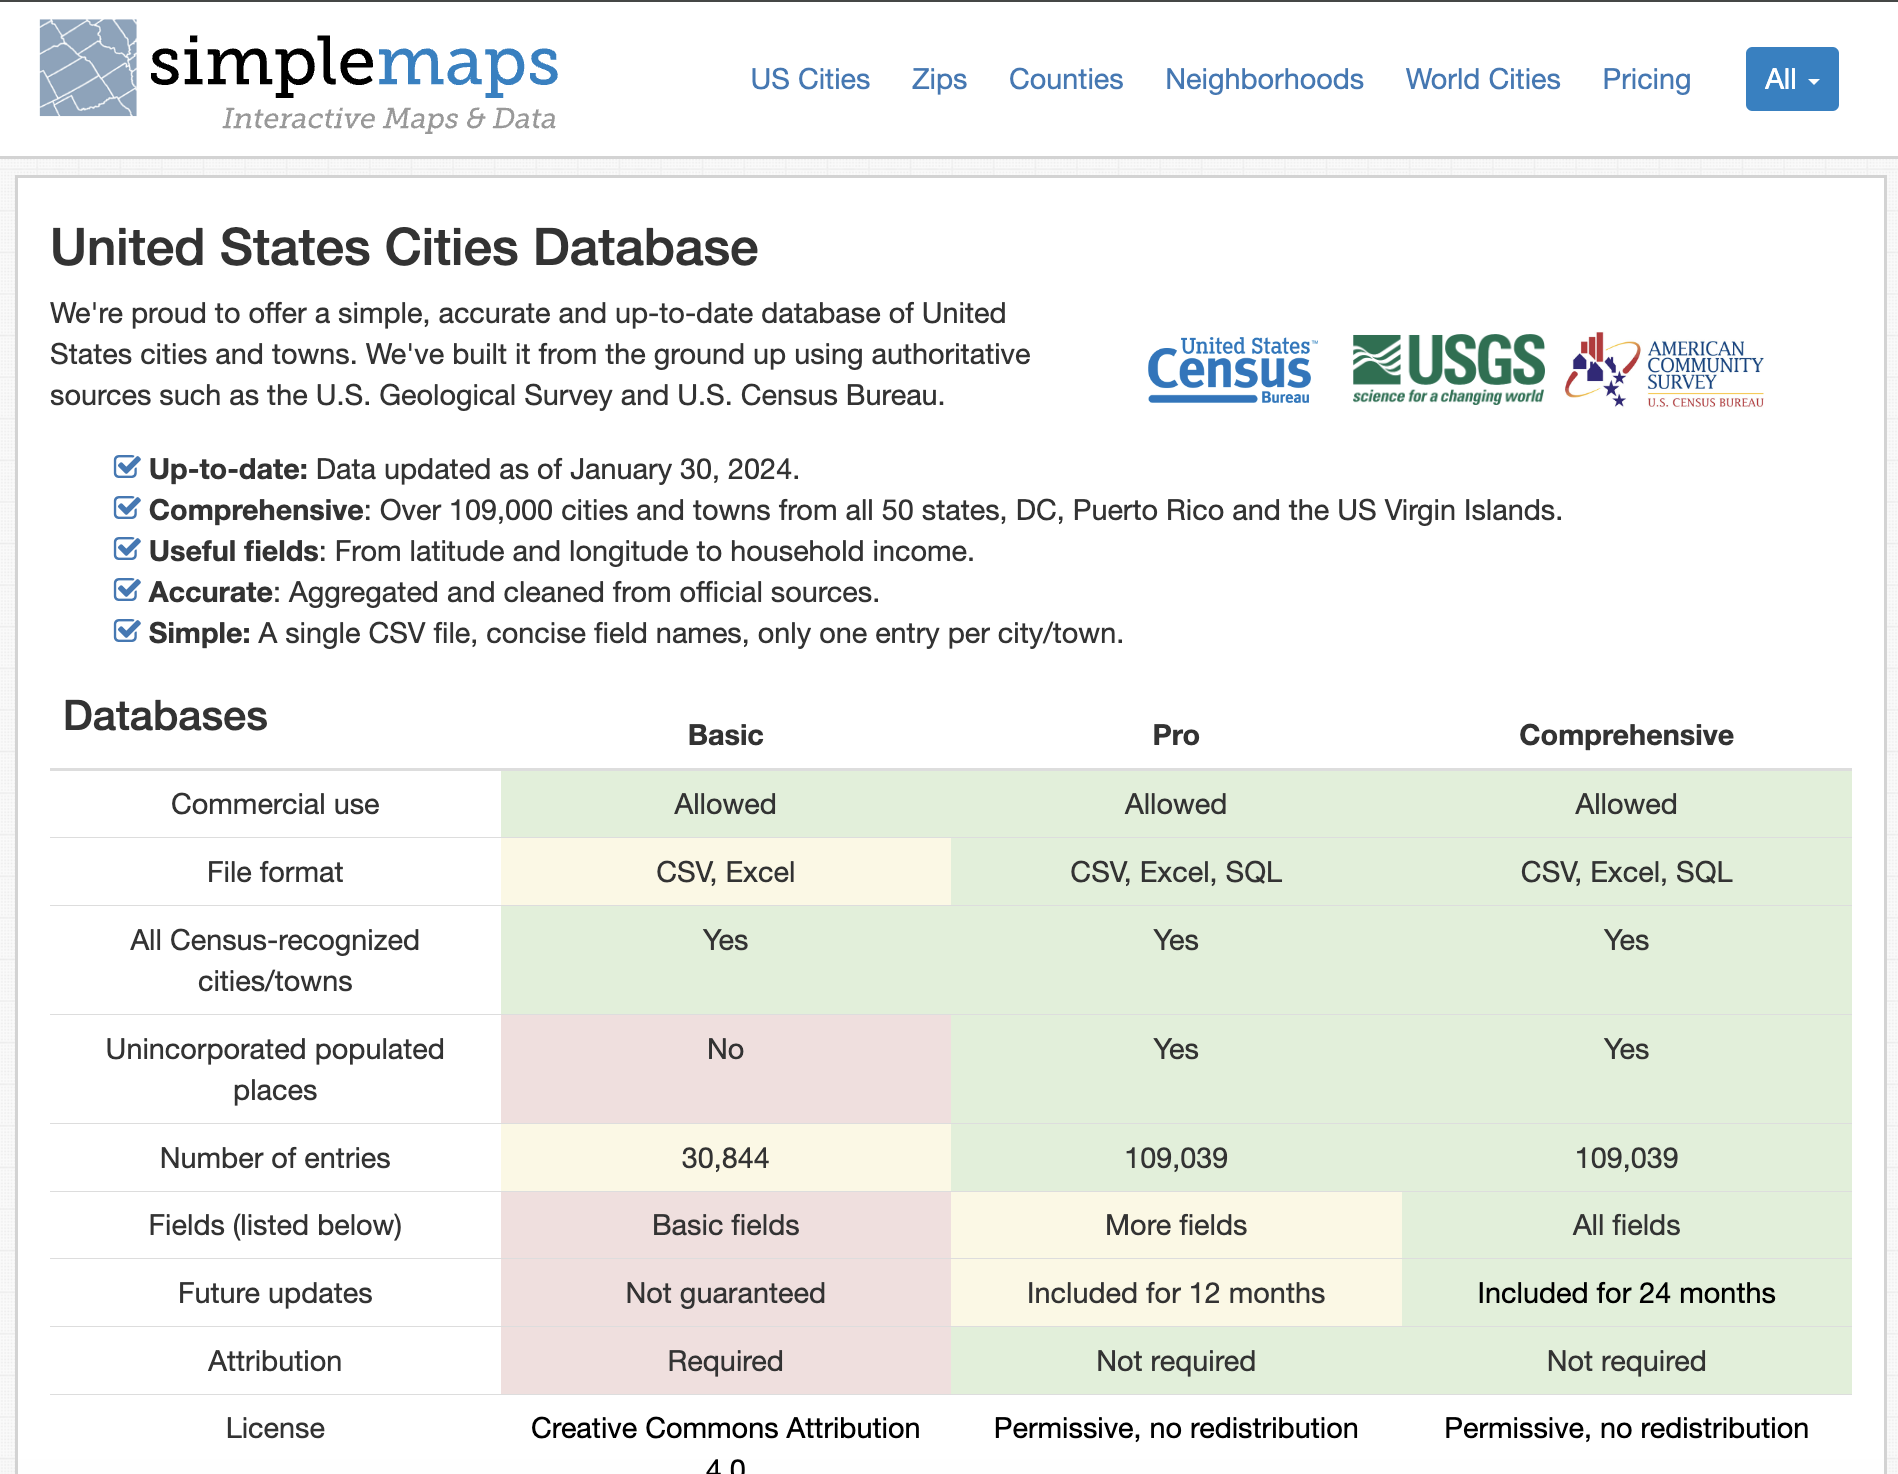 simplemaps
Interactive Maps & Data
US Cities Zips Counties Neighborhoods World Cities Pricing All
United States Cities Database
We're proud to offer a simple, accurate and up-to-date database of United
States cities and towns. We've built it from the ground up using authoritative
sources such as the U.S. Geological Survey and U.S. Census Bureau.
United States™
Census
Bureau
USGS
science for a changing world
AMERICAN
COMMUNITY
SURVEY
U.S. CENSUS BUREAU
Up-to-date: Data updated as of January 30, 2024.
Comprehensive: Over 109,000 cities and towns from all 50 states, DC, Puerto Rico and the US Virgin Islands.
Useful fields: From latitude and longitude to household income.
Accurate: Aggregated and cleaned from official sources.
Simple: A single CSV file, concise field names, only one entry per city/town.
Databases Basic Pro Comprehensive
Commercial use Allowed Allowed Allowed
File format CSV, Excel CSV, Excel, SQL CSV, Excel, SQL
All Census-recognized Yes Yes Yes
cities/towns
Unincorporated populated No Yes Yes
places
Number of entries 30,844 109,039 109,039
Fields (listed below) Basic fields More fields All fields
Future updates Not guaranteed Included for 12 months Included for 24 months
Attribution Required Not required Not required
License Creative Commons Attribution Permissive, no redistribution Permissive, no redistribution
4.0